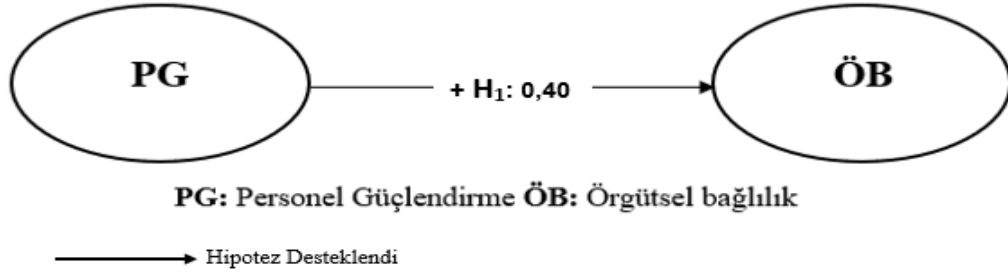 PG
+ H₁: 0,40
ÖB
PG: Personel Güçlendirme ÖB: Örgütsel bağlılık
Hipotez Desteklendi